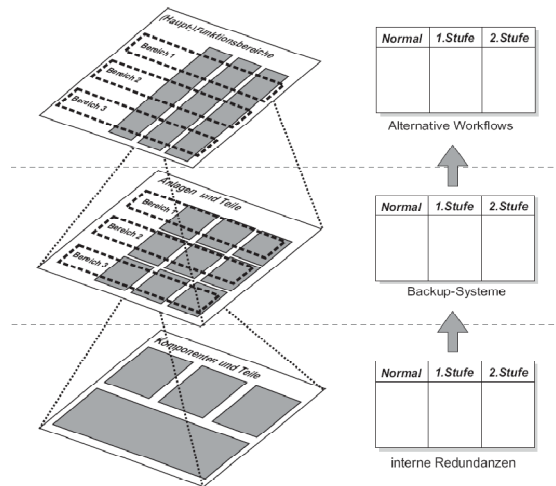 (Haupt-)Funktionsbereiche
Bereich 1
Bereich 2
Bereich 3
Normal 1.Stufe 2.Stufe
Alternative Workflows
Anlagen und Teile
Bereich 1
Bereich 2
Bereich 3
Normal 1.Stufe 2.Stufe
Backup-Systeme
Komponenten und Teile
Normal 1.Stufe 2.Stufe
interne Redundanzen